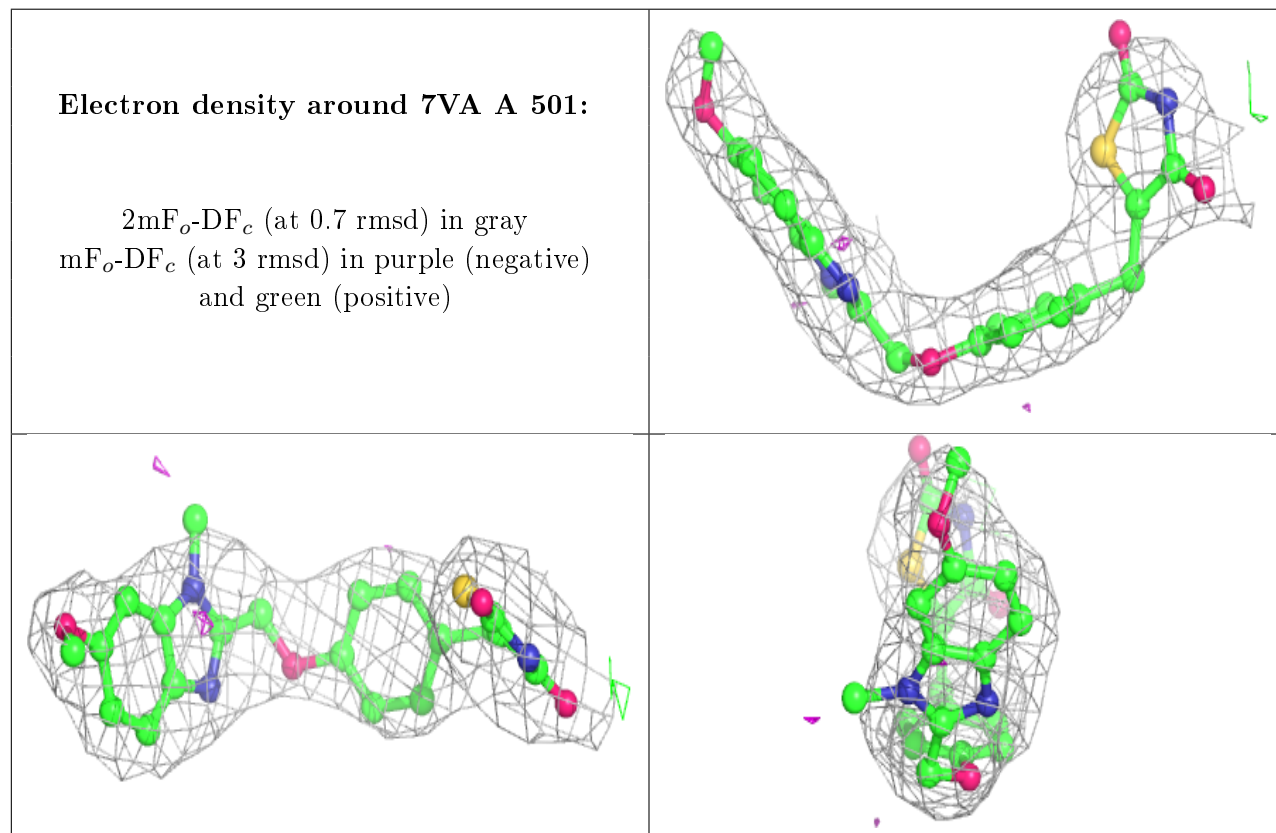 Electron density around 7VA A 501:
2mFo-DFc (at 0.7 rmsd) in gray
mFo-DFc (at 3 rmsd) in purple (negative)
and green (positive)